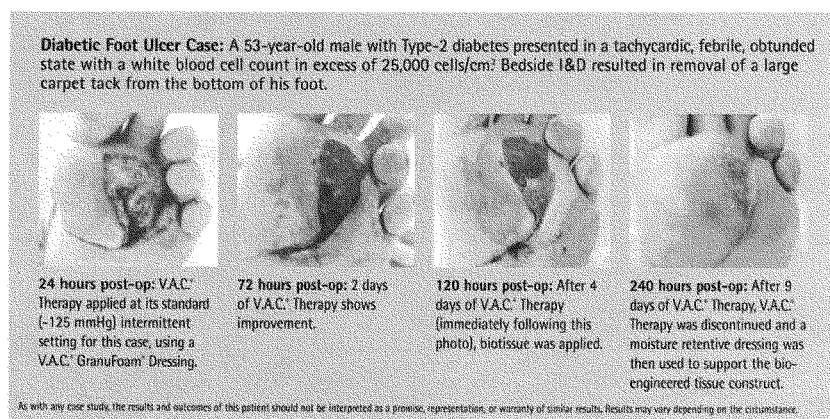 Diabetic Foot Ulcer Case: A 53-year-old male with Type-2 diabetes presented in a tachycardic, febrile, obtunded
state with a white blood cell count in excess of 25,000 cells/cm². Bedside I&D resulted in removal of a large
carpet tack from the bottom of his foot.
24 hours post-op: V.A.C.®
Therapy applied at its standard
(-125 mmHg) intermittent
setting for this case, using a
V.A.C.® GranuFoam® Dressing.
72 hours post-op: 2 days
of V.A.C.® Therapy shows
improvement.
120 hours post-op: After 4
days of V.A.C.® Therapy
(immediately following this
photo), biotissue was applied.
240 hours post-op: After 9
days of V.A.C.® Therapy, V.A.C.®
Therapy was discontinued and a
moisture retentive dressing was
then used to support the bio-
engineered tissue construct.
As with any case study, the results and outcomes of this patient should not be interpreted as a promise, representation, or warranty of similar results. Results may vary depending on the circumstance.